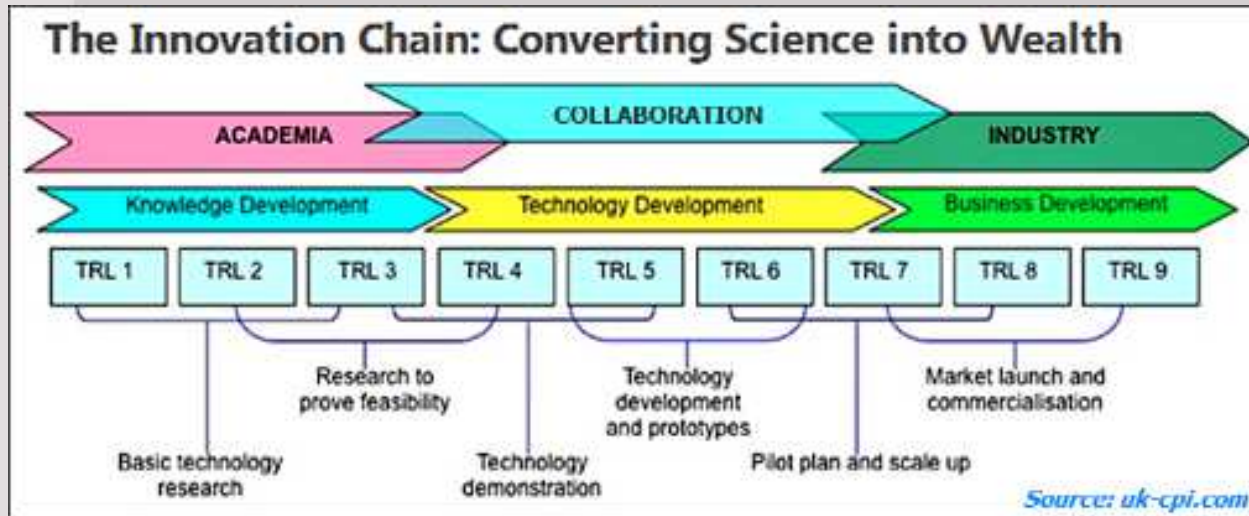 The Innovation Chain: Converting Science into Wealth
COLLABORATION
ACADEMIA
INDUSTRY
Knowledge Development
Technology Development
Business Development
TRL 1
TRL 2
TRL 3
TRL 4
TRL 5
TRL 6
TRL 7
TRL 8
TRL 9
Research to
prove feasibility
Technology
development
and prototypes
Market launch and
commercialisation
Basic technology
research
Technology
demonstration
Pilot plan and scale up
Source: uk-cpi.com